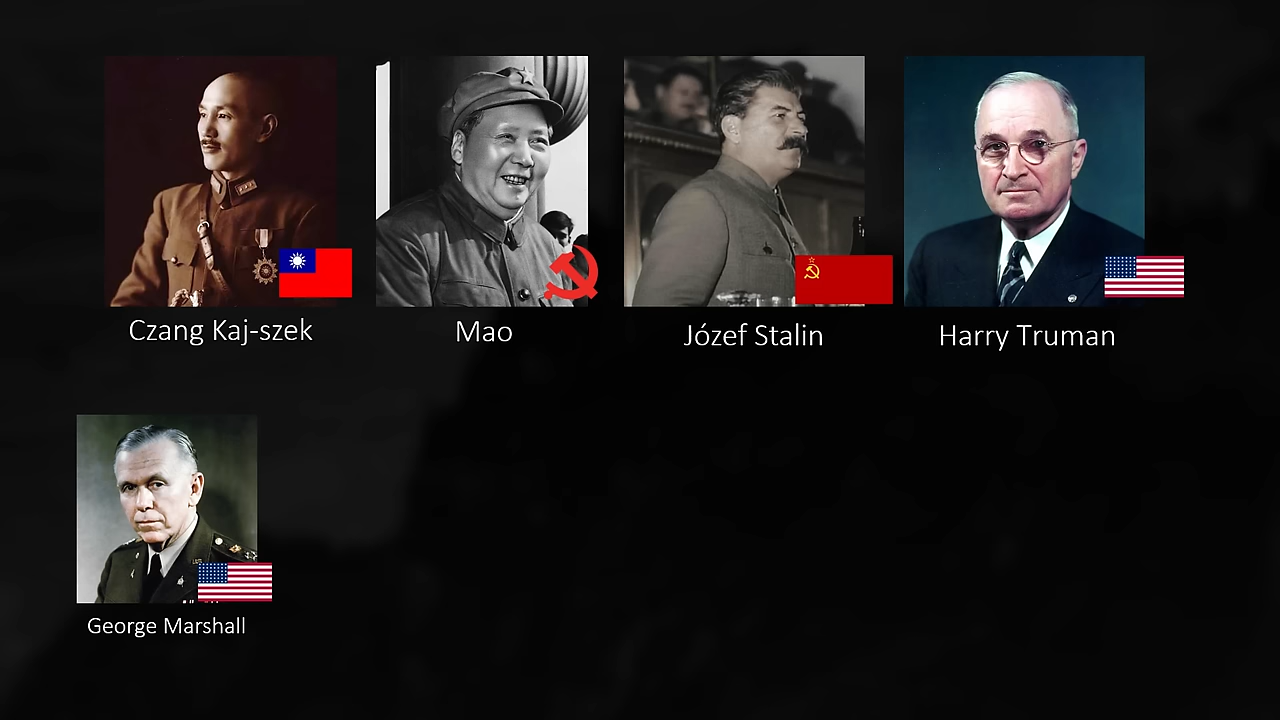 Czang Kaj-szek
Mao
Józef Stalin
Harry Truman
George Marshall